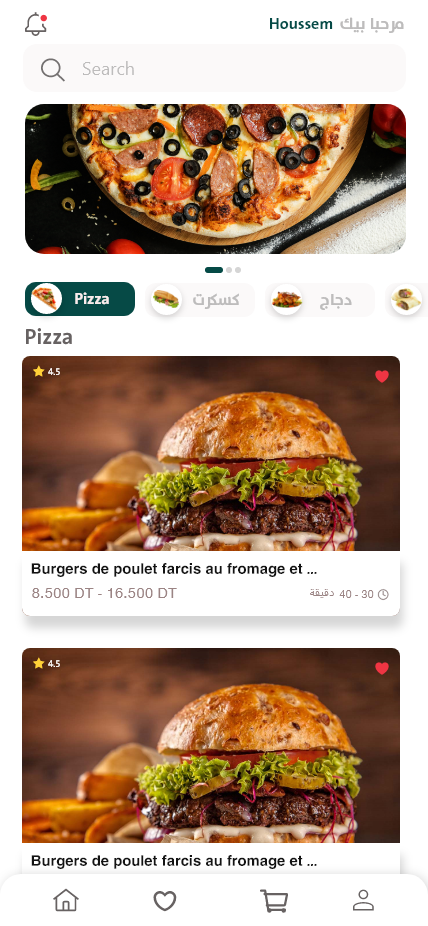 مرحبا بيك Houssem
Search
Pizza
كسكرت
دجاج
Pizza
4.5
Burgers de poulet farcis au fromage et ...
8.500 DT - 16.500 DT
30 - 40 دقيقة
4.5
Burgers de poulet farcis au fromage et ...